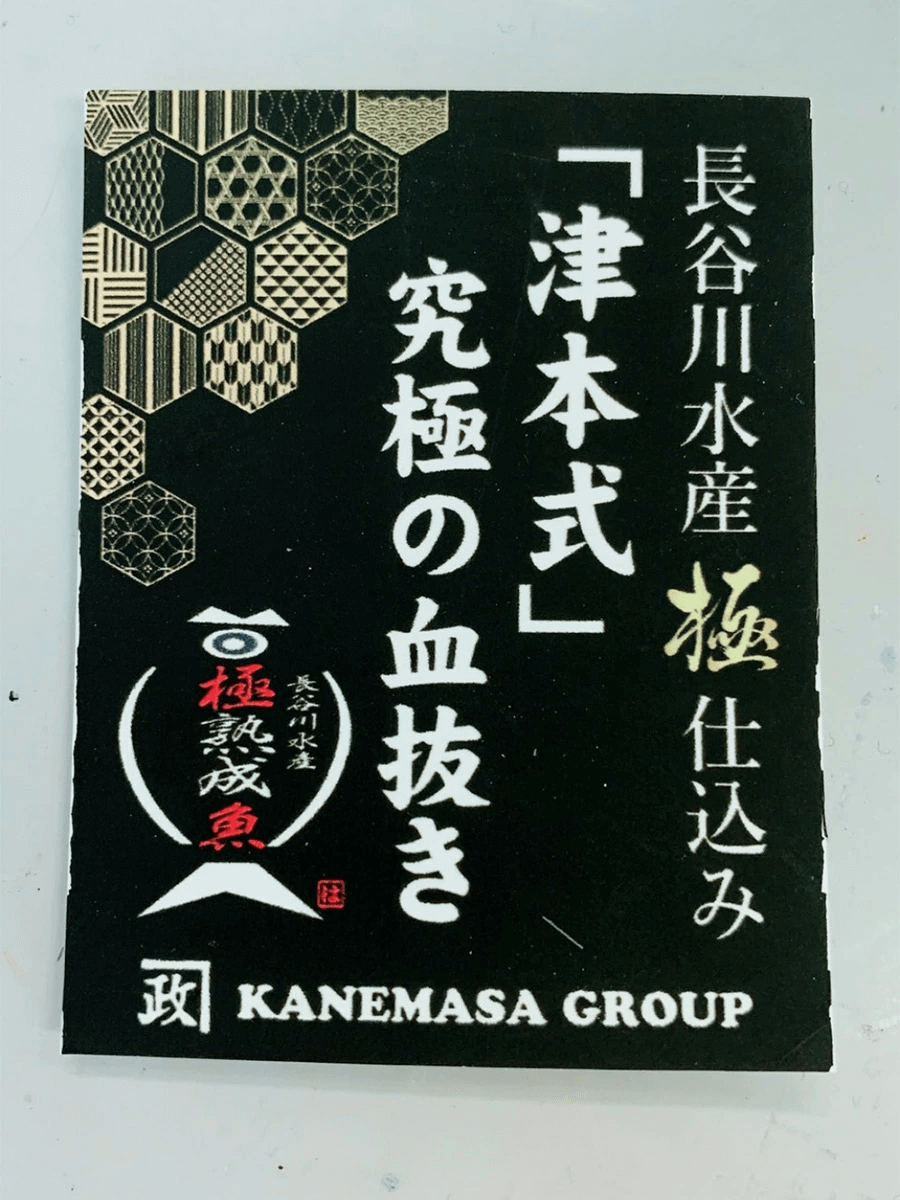 長谷川水産 極 仕込み
「津本式」
究極の血抜き
長谷川水産
極熟成魚
は
政 KANEMASA GROUP